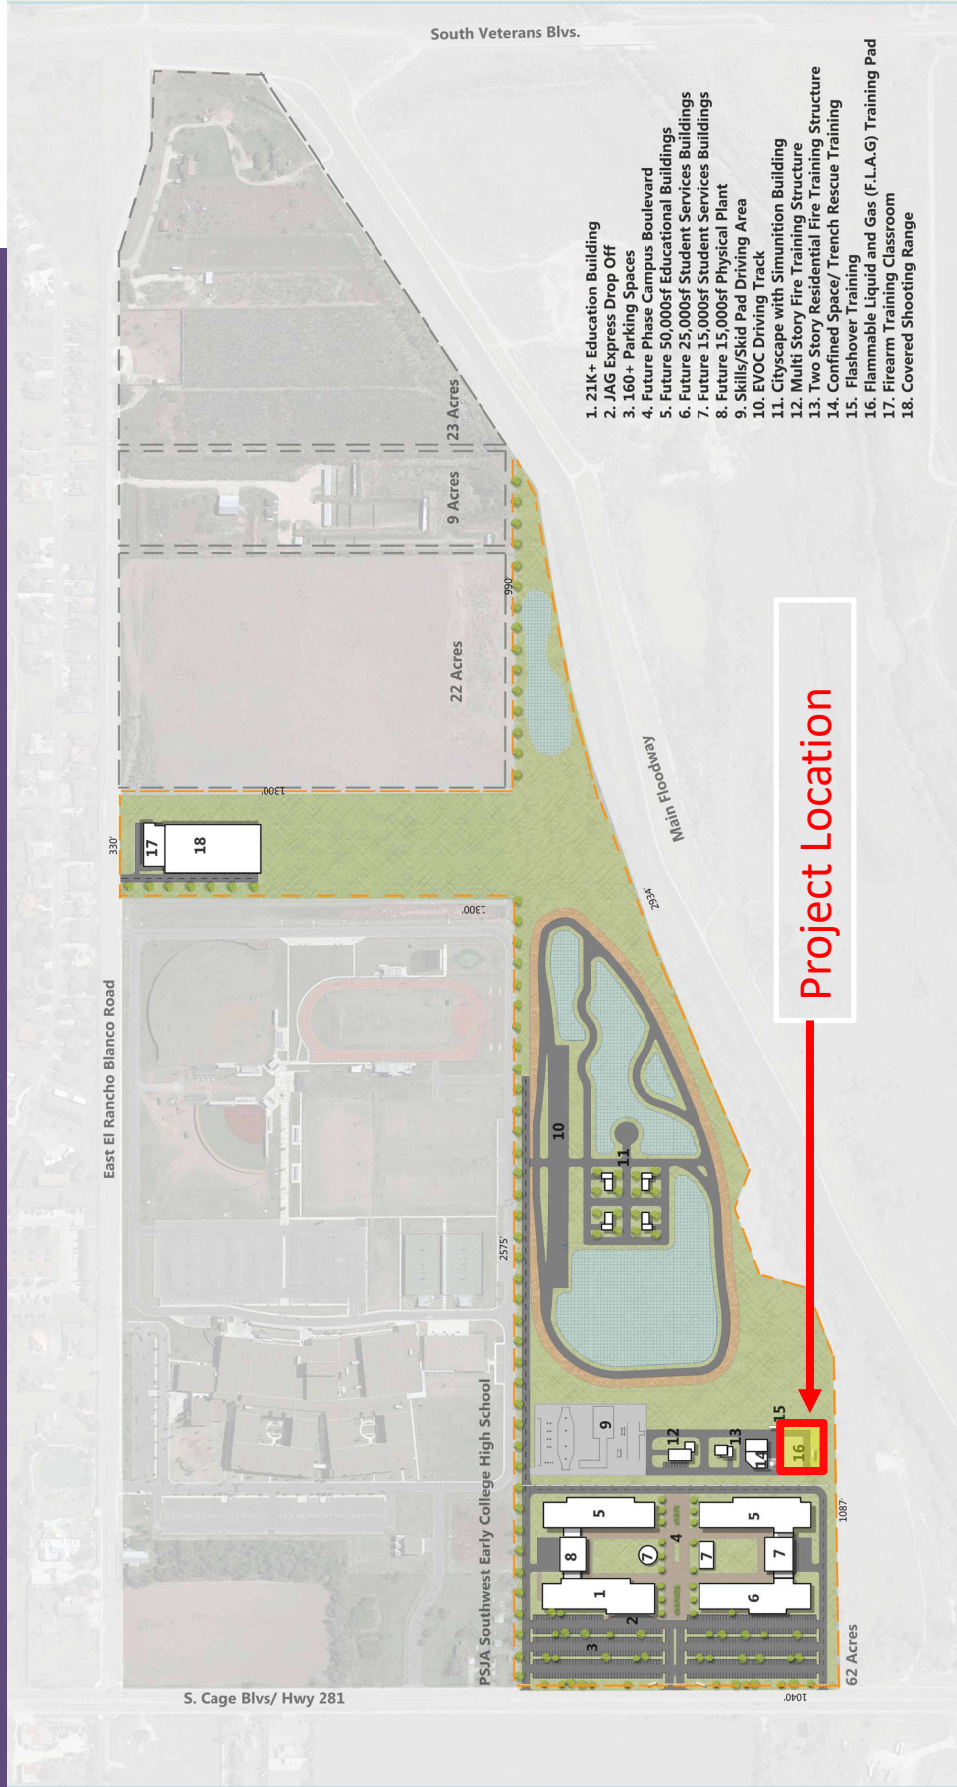 South Veterans Blvs.
1. 21K+ Education Building
2. JAG Express Drop Off
3. 160+ Parking Spaces
4. Future Phase Campus Boulevard
5. Future 50,000sf Educational Buildings
6. Future 25,000sf Student Services Buildings
7. Future 15,000sf Student Services Buildings
8. Future 15,000sf Physical Plant
9. Skills/Skid Pad Driving Area
10. EVOC Driving Track
11. Cityscape with Simunition Building
12. Multi Story Fire Training Structure
13. Two Story Residential Fire Training Structure
14. Confined Space/ Trench Rescue Training
15. Flashover Training
16. Flammable Liquid and Gas (F.L.A.G) Training Pad
17. Firearm Training Classroom
18. Covered Shooting Range
23 Acres
9 Acres
22 Acres
990'
1300'
330'
17
18
1300'
Main Floodway
2934'
Project Location
East El Rancho Blanco Road
10
11
2575'
PSJA Southwest Early College High School
9
12
13
14
15
16
5
5
4
8
7
7
7
1
6
2
3
1087'
62 Acres
1040'
S. Cage Blvs/ Hwy 281